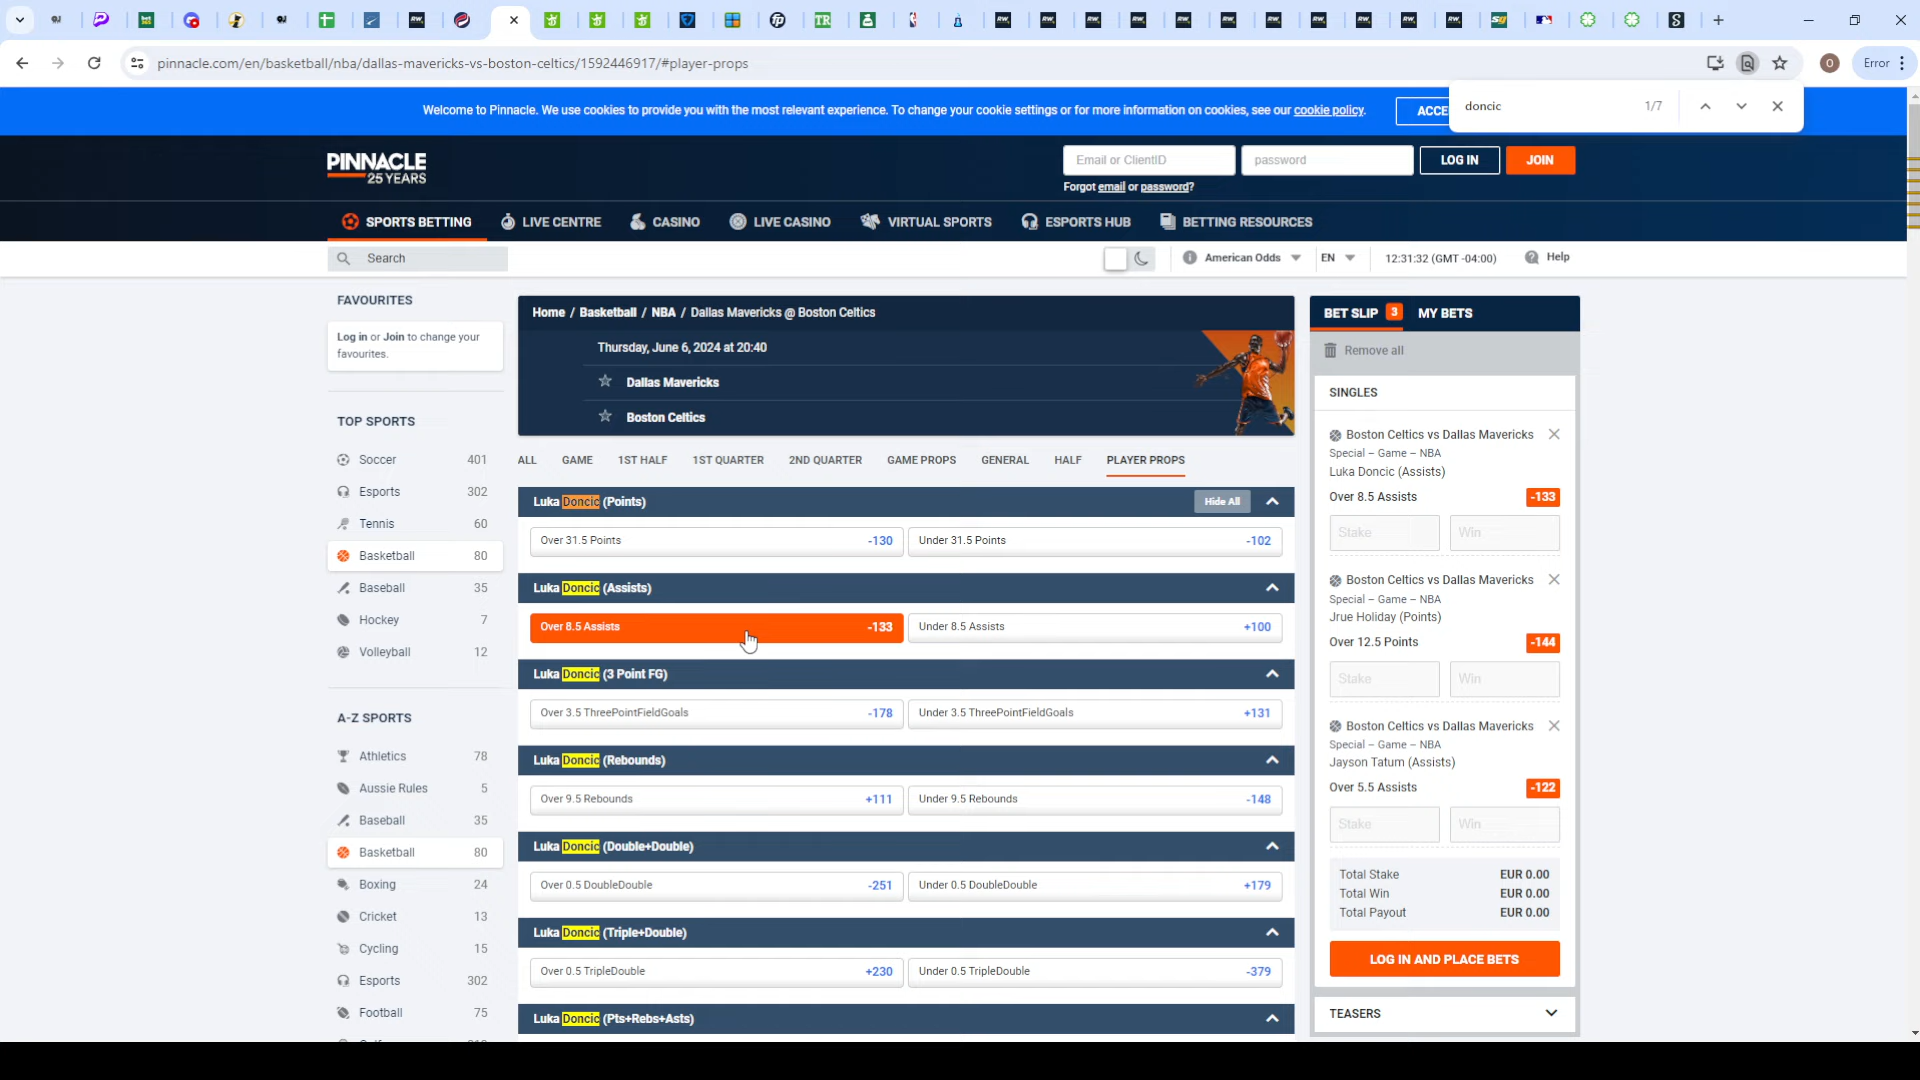 pinnacle.com/en/basketball/nba/dallas-mavericks-vs-boston-celtics/1592446917/#player-props
Error
doncic 1/7
Welcome to Pinnacle. We use cookies to provide you with the most relevant experience. To change your cookie settings or for more information on cookies, see our cookie policy.
ACCE
PINNACLE
25 YEARS
Email or ClientID
password
LOG IN
JOIN
Forgot email or password?
SPORTS BETTING
LIVE CENTRE
CASINO
LIVE CASINO
VIRTUAL SPORTS
ESPORTS HUB
BETTING RESOURCES
Search
American Odds
EN
12:31:32 (GMT -04:00)
Help
FAVOURITES
Log in or Join to change your
favourites.
TOP SPORTS
Soccer 401
Esports 302
Tennis 60
Basketball 80
Baseball 35
Hockey 7
Volleyball 12
A-Z SPORTS
Athletics 78
Aussie Rules 5
Baseball 35
Basketball 80
Boxing 24
Cricket 13
Cycling 15
Esports 302
Football 75
Home / Basketball / NBA / Dallas Mavericks @ Boston Celtics
Thursday, June 6, 2024 at 20:40
Dallas Mavericks
Boston Celtics
ALL
GAME
1ST HALF
1ST QUARTER
2ND QUARTER
GAME PROPS
GENERAL
HALF
PLAYER PROPS
Luka Doncic (Points)
Hide All
Over 31.5 Points -130
Under 31.5 Points -102
Luka Doncic (Assists)
Over 8.5 Assists -133
Under 8.5 Assists +100
Luka Doncic (3 Point FG)
Over 3.5 ThreePointFieldGoals -178
Under 3.5 ThreePointFieldGoals +131
Luka Doncic (Rebounds)
Over 9.5 Rebounds +111
Under 9.5 Rebounds -148
Luka Doncic (Double+Double)
Over 0.5 DoubleDouble -251
Under 0.5 DoubleDouble +179
Luka Doncic (Triple+Double)
Over 0.5 TripleDouble +230
Under 0.5 TripleDouble -379
Luka Doncic (Pts+Rebs+Asts)
BET SLIP 3
MY BETS
Remove all
SINGLES
Boston Celtics vs Dallas Mavericks
Special – Game – NBA
Luka Doncic (Assists)
Over 8.5 Assists -133
Stake
Win
Boston Celtics vs Dallas Mavericks
Special – Game – NBA
Jrue Holiday (Points)
Over 12.5 Points -144
Stake
Win
Boston Celtics vs Dallas Mavericks
Special – Game – NBA
Jayson Tatum (Assists)
Over 5.5 Assists -122
Stake
Win
Total Stake EUR 0.00
Total Win EUR 0.00
Total Payout EUR 0.00
LOG IN AND PLACE BETS
TEASERS